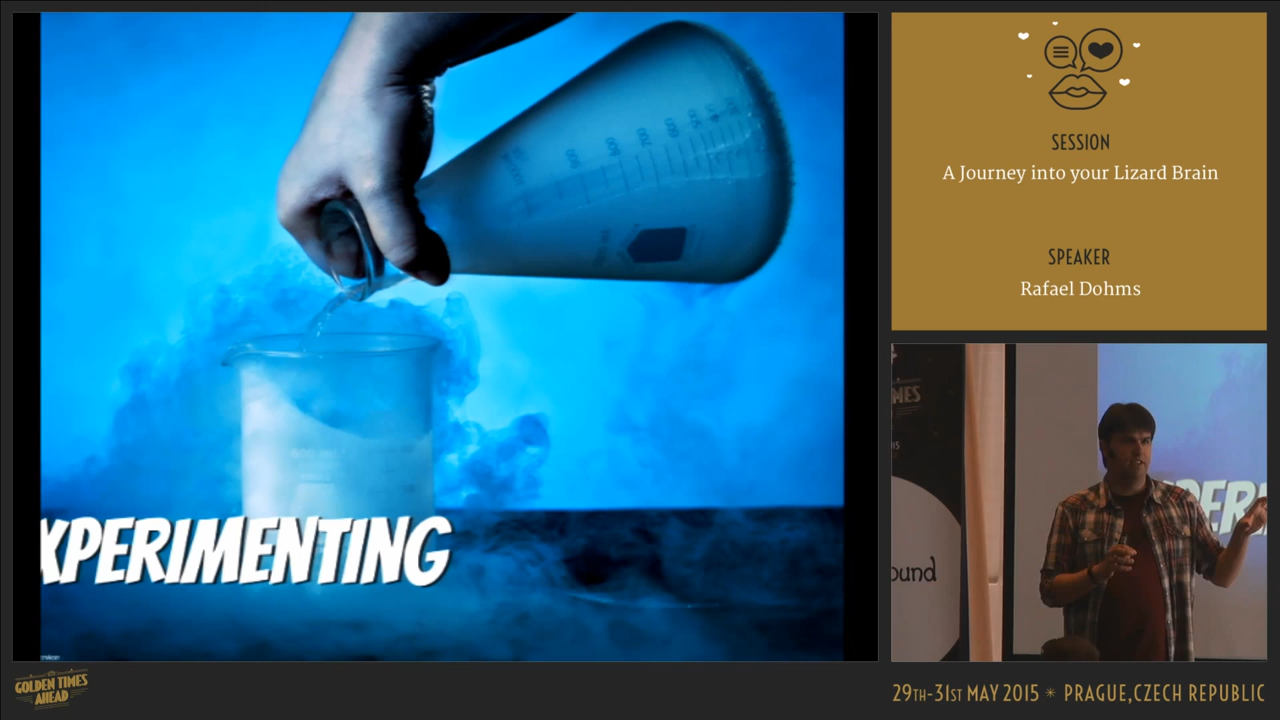 XPERIMENTING
SESSION
A Journey into your Lizard Brain
SPEAKER
Rafael Dohms
ound
GOLDEN TIMES
AHEAD
29TH-31ST MAY 2015 * PRAGUE,CZECH REPUBLIC